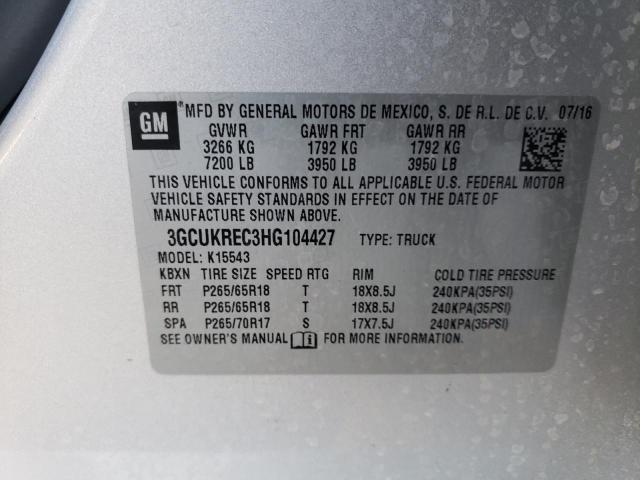 GM ® MFD BY GENERAL MOTORS DE MEXICO, S. DE R.L. DE C.V. 07/16
GVWR GAWR FRT GAWR RR
3266 KG 1792 KG 1792 KG
7200 LB 3950 LB 3950 LB
THIS VEHICLE CONFORMS TO ALL APPLICABLE U.S. FEDERAL MOTOR
VEHICLE SAFETY STANDARDS IN EFFECT ON THE DATE OF
MANUFACTURE SHOWN ABOVE.
3GCUKREC3HG104427 TYPE: TRUCK
MODEL: K15543
KBXN TIRE SIZE SPEED RTG RIM COLD TIRE PRESSURE
FRT P265/65R18 T 18X8.5J 240KPA(35PSI)
RR P265/65R18 T 18X8.5J 240KPA(35PSI)
SPA P265/70R17 S 17X7.5J 240KPA(35PSI)
SEE OWNER'S MANUAL FOR MORE INFORMATION.